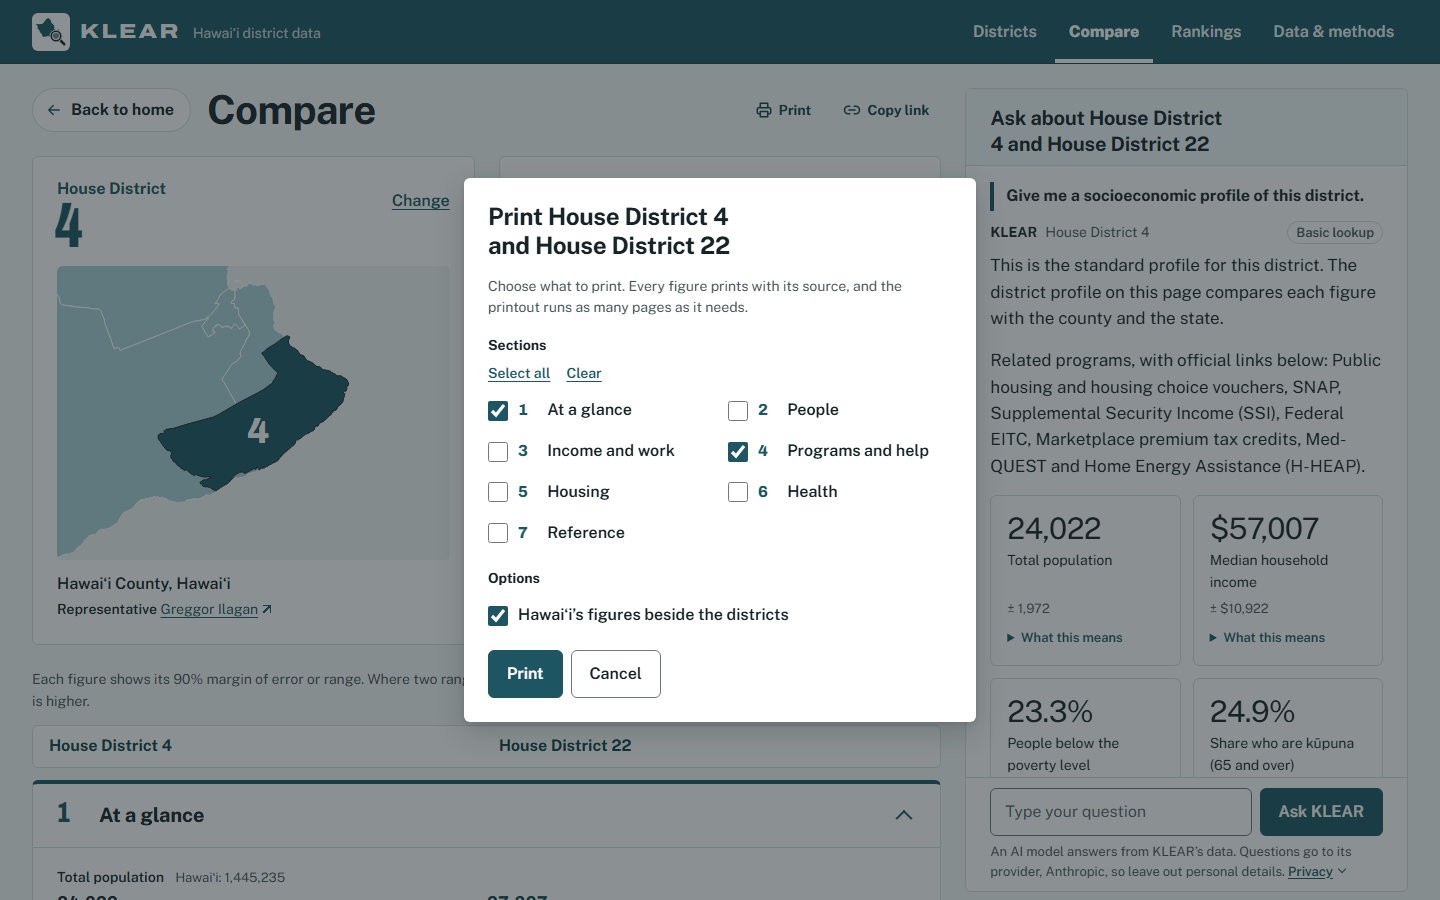 KLEAR
Hawaiʻi district data
Districts
Compare
Rankings
Data & methods
Back to home
Compare
Print
Copy link
House District
4
Change
4
Hawaiʻi County, Hawaiʻi
Representative Greggor Ilagan
Each figure shows its 90% margin of error or range. Where two
is higher.
House District 4
House District 22
1 At a glance
Total population Hawaiʻi: 1,445,235
Print House District 4
and House District 22
Choose what to print. Every figure prints with its source, and the
printout runs as many pages as it needs.
Sections
Select all Clear
1 At a glance
2 People
3 Income and work
4 Programs and help
5 Housing
6 Health
7 Reference
Options
Hawaiʻi’s figures beside the districts
Print
Cancel
Ask about House District
4 and House District 22
Give me a socioeconomic profile of this district.
KLEAR House District 4
Basic lookup
This is the standard profile for this district. The
district profile on this page compares each figure
with the county and the state.
Related programs, with official links below: Public
housing and housing choice vouchers, SNAP,
Supplemental Security Income (SSI), Federal
EITC, Marketplace premium tax credits, Med-
QUEST and Home Energy Assistance (H-HEAP).
24,022
Total population
± 1,972
What this means
$57,007
Median household
income
± $10,922
What this means
23.3%
People below the
poverty level
24.9%
Share who are kūpuna
(65 and over)
Type your question
Ask KLEAR
An AI model answers from KLEAR’s data. Questions go to its
provider, Anthropic, so leave out personal details. Privacy